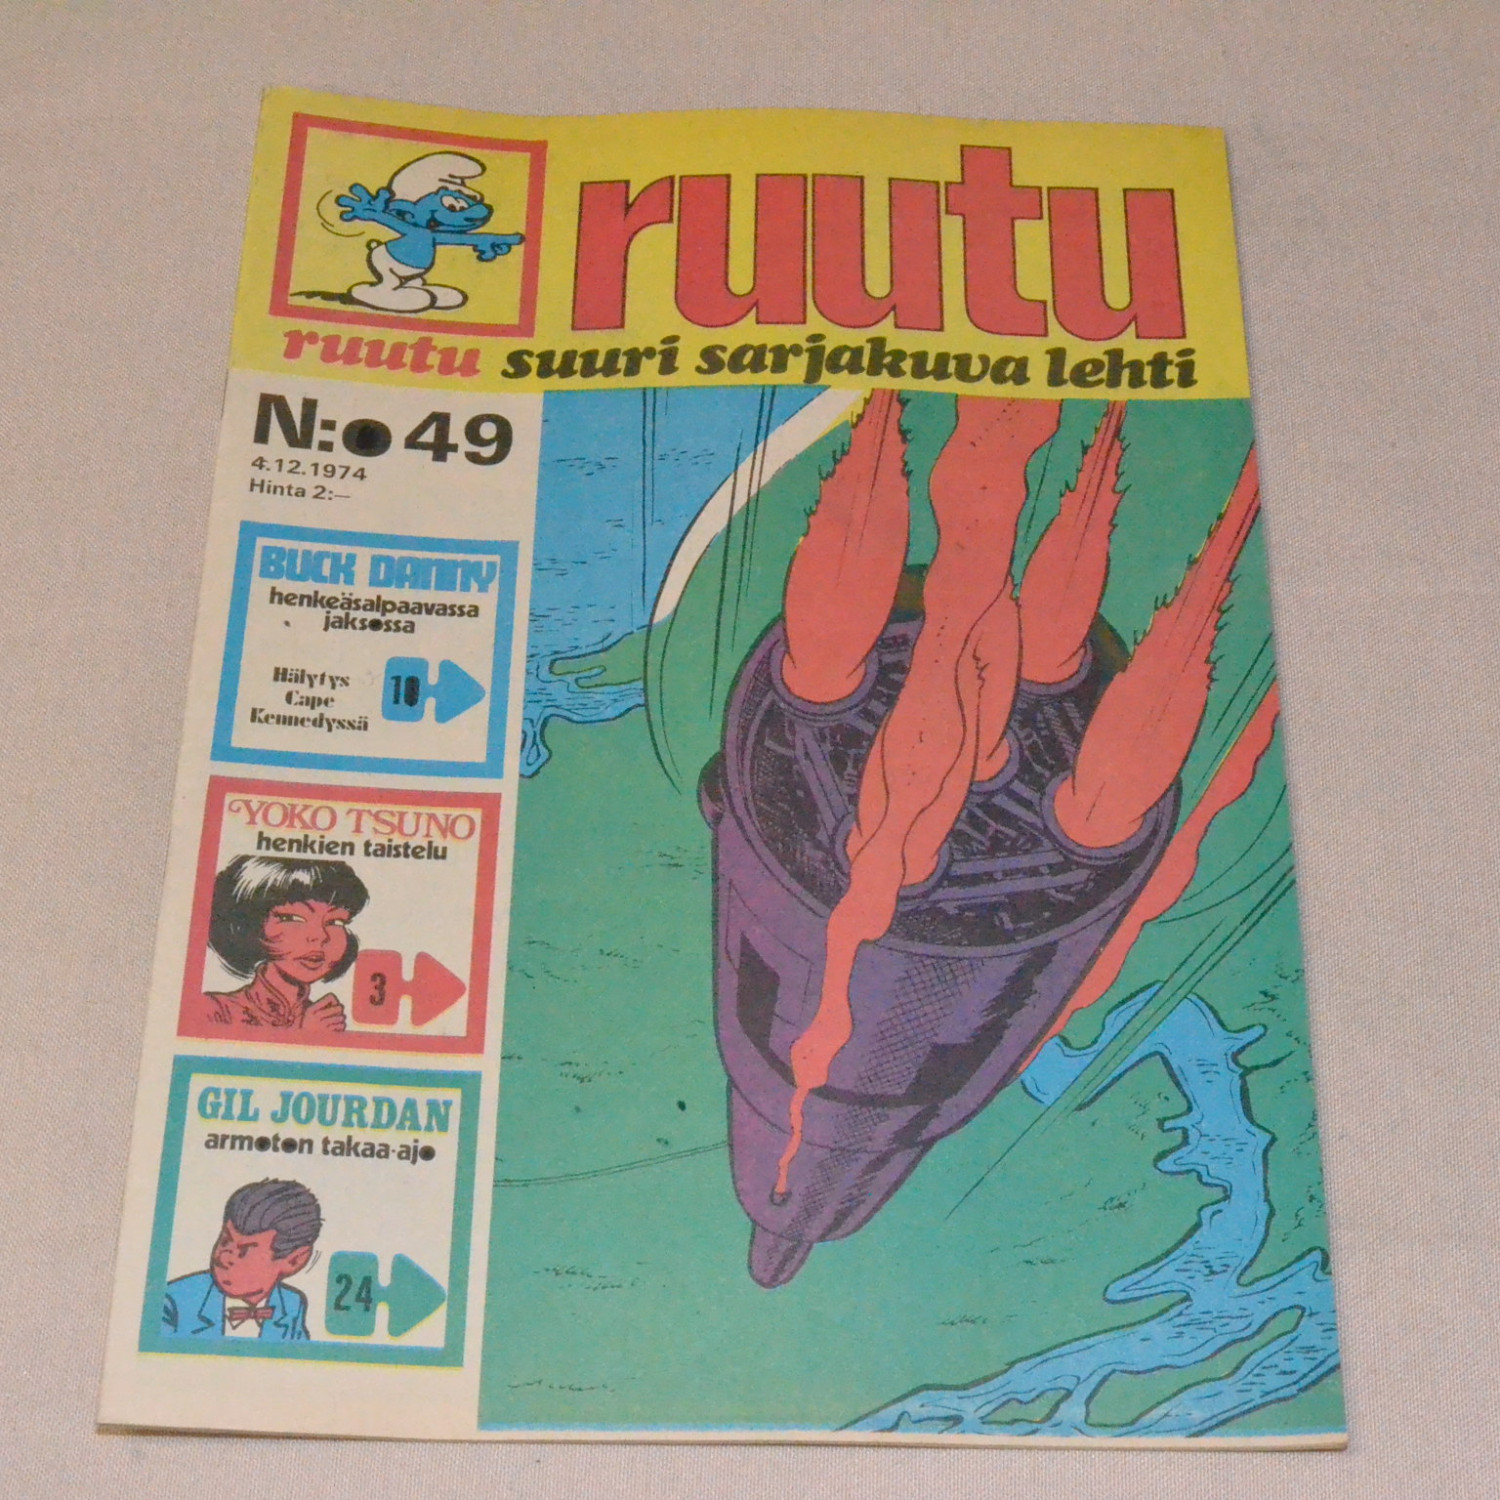 ruutu
ruutu suuri sarjakuva lehti
N:o 49
4.12.1974
Hinta 2:—
BUCK DANNY
henkeäsalpaavassa
jaksossa
Hälytys
Cape
Kennedyssä
10
YOKO TSUNO
henkien taistelu
3
GIL JOURDAN
armoton takaa-ajo
24